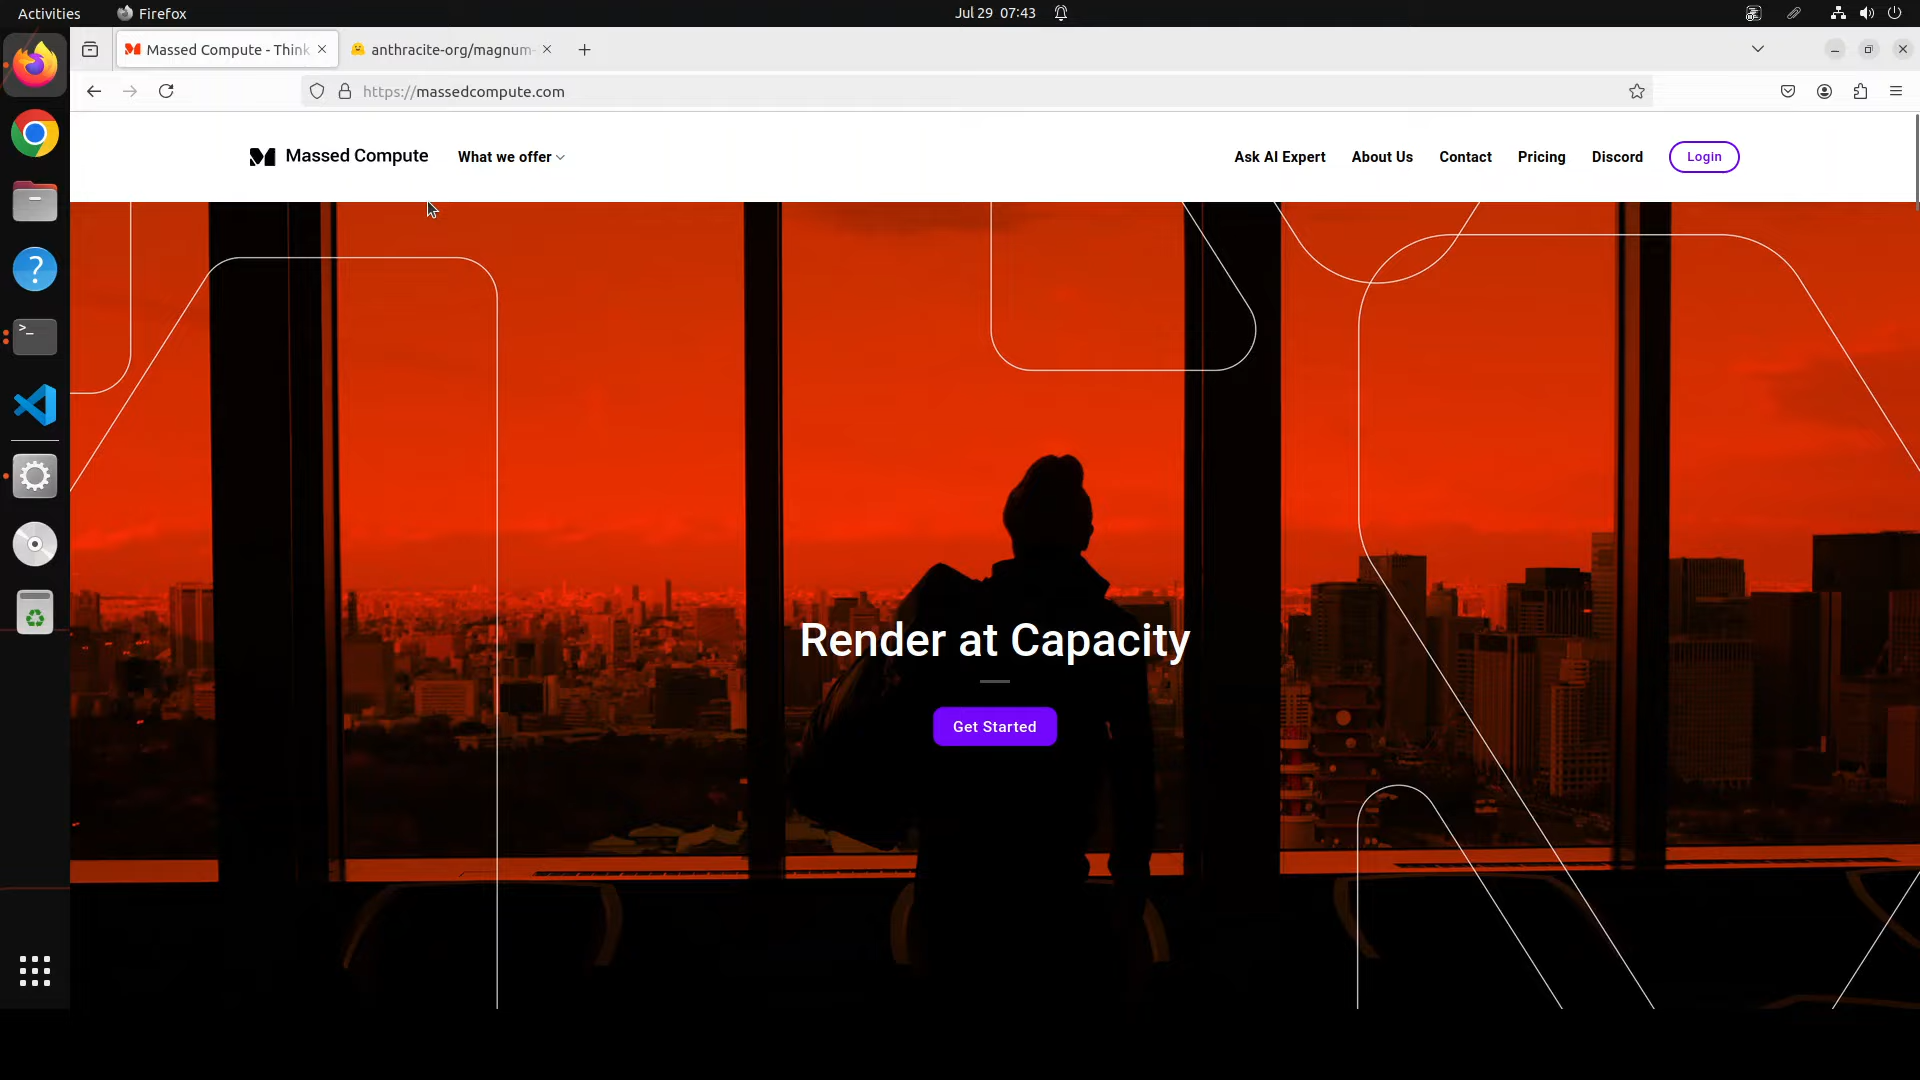 Activities
Firefox
Jul 29 07:43
Massed Compute - Think
anthracite-org/magnum-
https://massedcompute.com
Massed Compute
What we offer
Ask AI Expert
About Us
Contact
Pricing
Discord
Login
Render at Capacity
Get Started